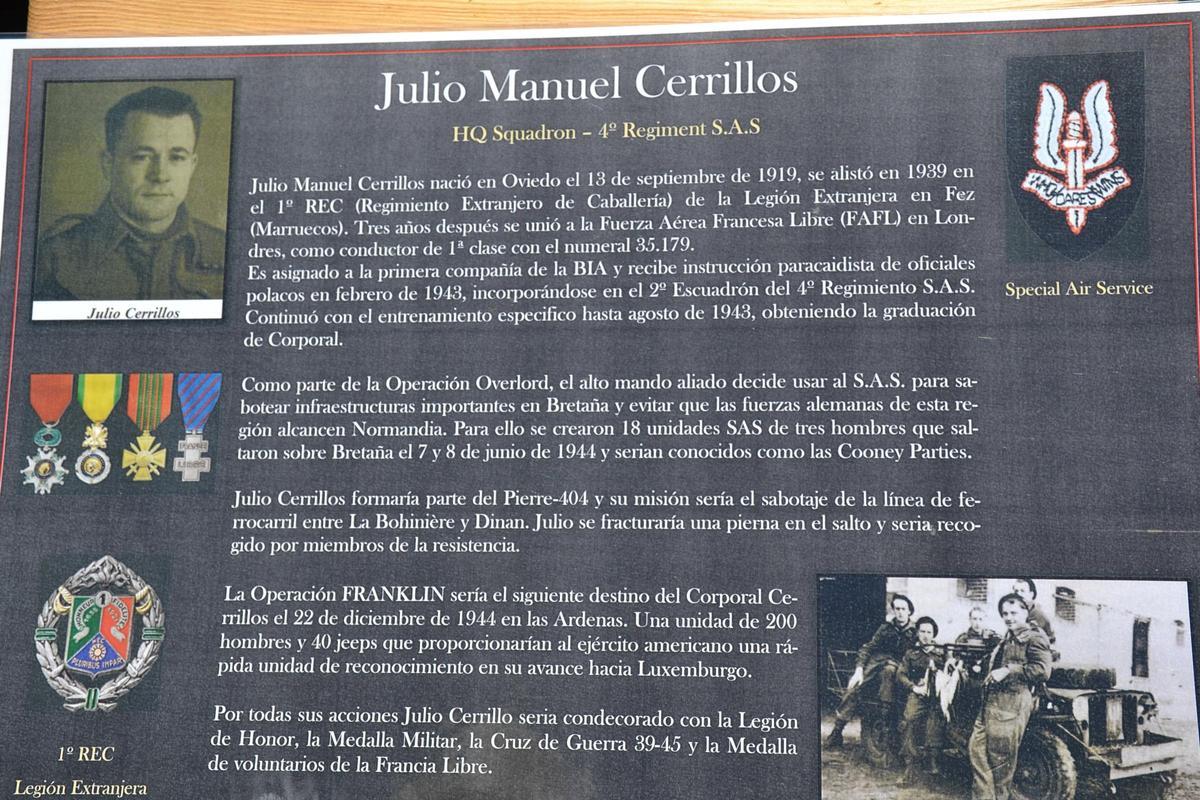 Julio Manuel Cerrillos
HQ Squadron – 4º Regiment S.A.S
Julio Cerrillos
WHO DARES WINS
Special Air Service
Julio Manuel Cerrillos nació en Oviedo el 13 de septiembre de 1919, se alistó en 1939 en
el 1º REC (Regimiento Extranjero de Caballería) de la Legión Extranjera en Fez
(Marruecos). Tres años después se unió a la Fuerza Aérea Francesa Libre (FAFL) en Lon-
dres, como conductor de 1ª clase con el numeral 35.179.
Es asignado a la primera compañía de la BIA y recibe instrucción paracaidista de oficiales
polacos en febrero de 1943, incorporándose en el 2º Escuadrón del 4º Regimiento S.A.S.
Continuó con el entrenamiento especifico hasta agosto de 1943, obteniendo la graduación
de Corporal.
Como parte de la Operación Overlord, el alto mando aliado decide usar al S.A.S. para sa-
botear infraestructuras importantes en Bretaña y evitar que las fuerzas alemanas de esta re-
gión alcancen Normandia. Para ello se crearon 18 unidades SAS de tres hombres que sal-
taron sobre Bretaña el 7 y 8 de junio de 1944 y serian conocidos como las Cooney Parties.
Julio Cerrillos formaría parte del Pierre-404 y su misión sería el sabotaje de la línea de fe-
rrocarril entre La Bohinière y Dinan. Julio se fracturaría una pierna en el salto y seria reco-
gido por miembros de la resistencia.
La Operación FRANKLIN sería el siguiente destino del Corporal Ce-
rrillos el 22 de diciembre de 1944 en las Ardenas. Una unidad de 200
hombres y 40 jeeps que proporcionarían al ejército americano una rá-
pida unidad de reconocimiento en su avance hacia Luxemburgo.
Por todas sus acciones Julio Cerrillo seria condecorado con la Legión
de Honor, la Medalla Militar, la Cruz de Guerra 39-45 y la Medalla
de voluntarios de la Francia Libre.
1
NEC
PLURIBUS IMPAR
1º REC
Legión Extranjera